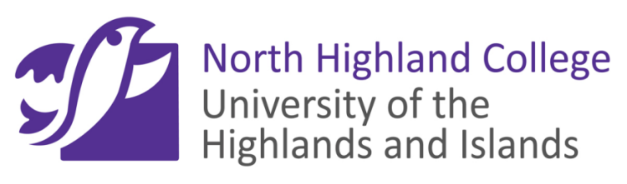 North Highland College
University of the
Highlands and Islands